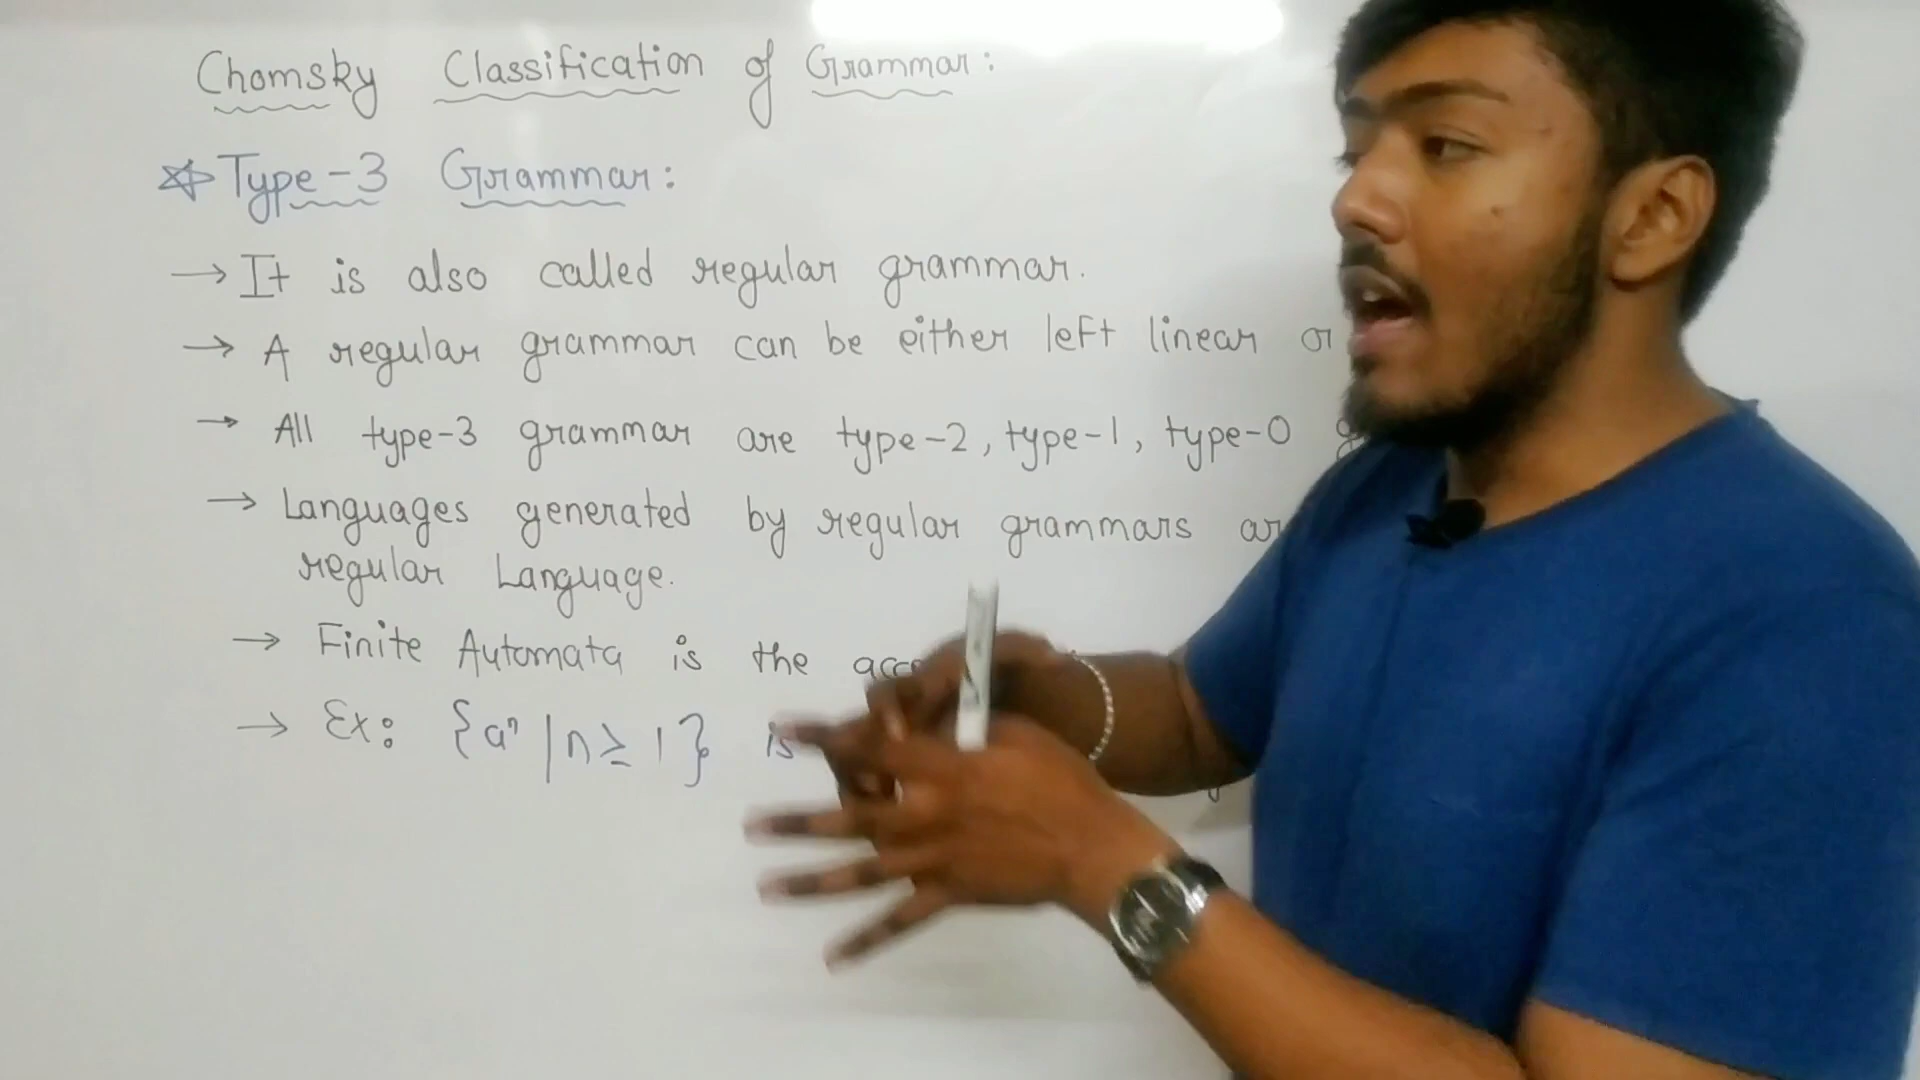 Chomsky Classification of Grammar:
Type-3 Grammar:
→ It is also called regular grammar.
→ A regular grammar can be either left linear or
→ All type-3 grammar are type-2, type-1, type-0
→ Languages generated by regular grammars
regular Language.
→ Finite Automata is the
→ Ex: {aⁿ | n ≥ 1} is